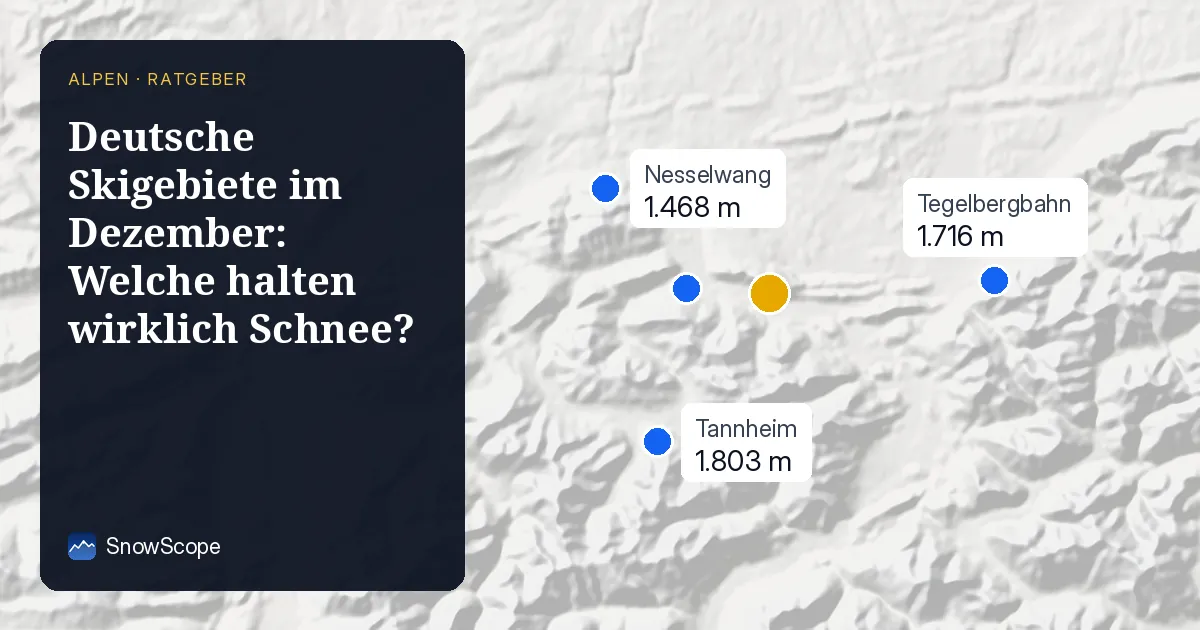 ALPEN · RATGEBER
Deutsche
Skigebiete im
Dezember:
Welche halten
wirklich Schnee?
SnowScope
Nesselwang
1.468 m
Tegelbergbahn
1.716 m
Tannheim
1.803 m